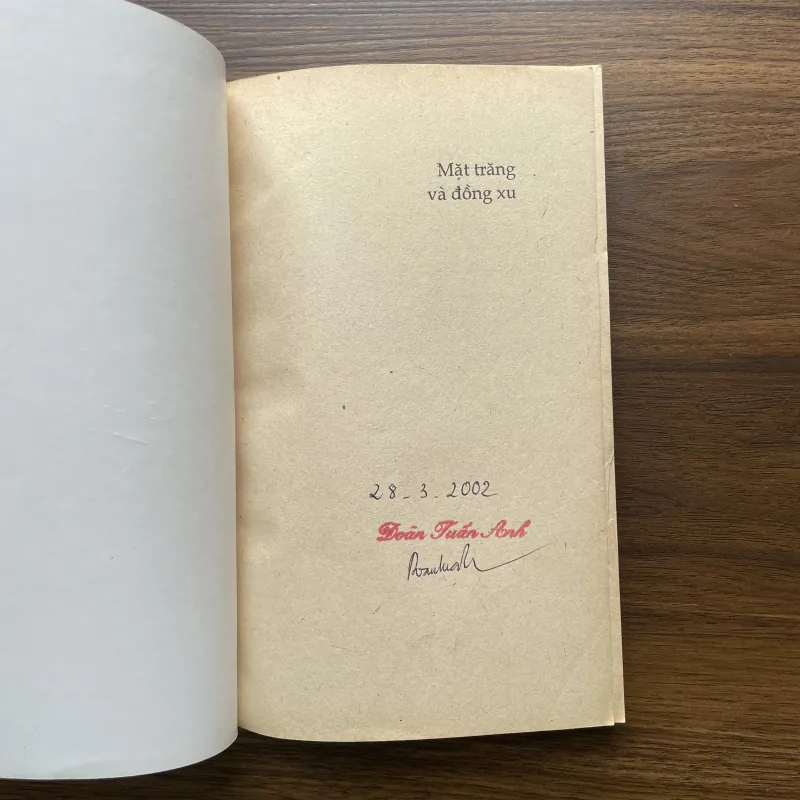 Mặt trăng
và đồng xu
28-3-2002
Đoàn Tuấn Anh